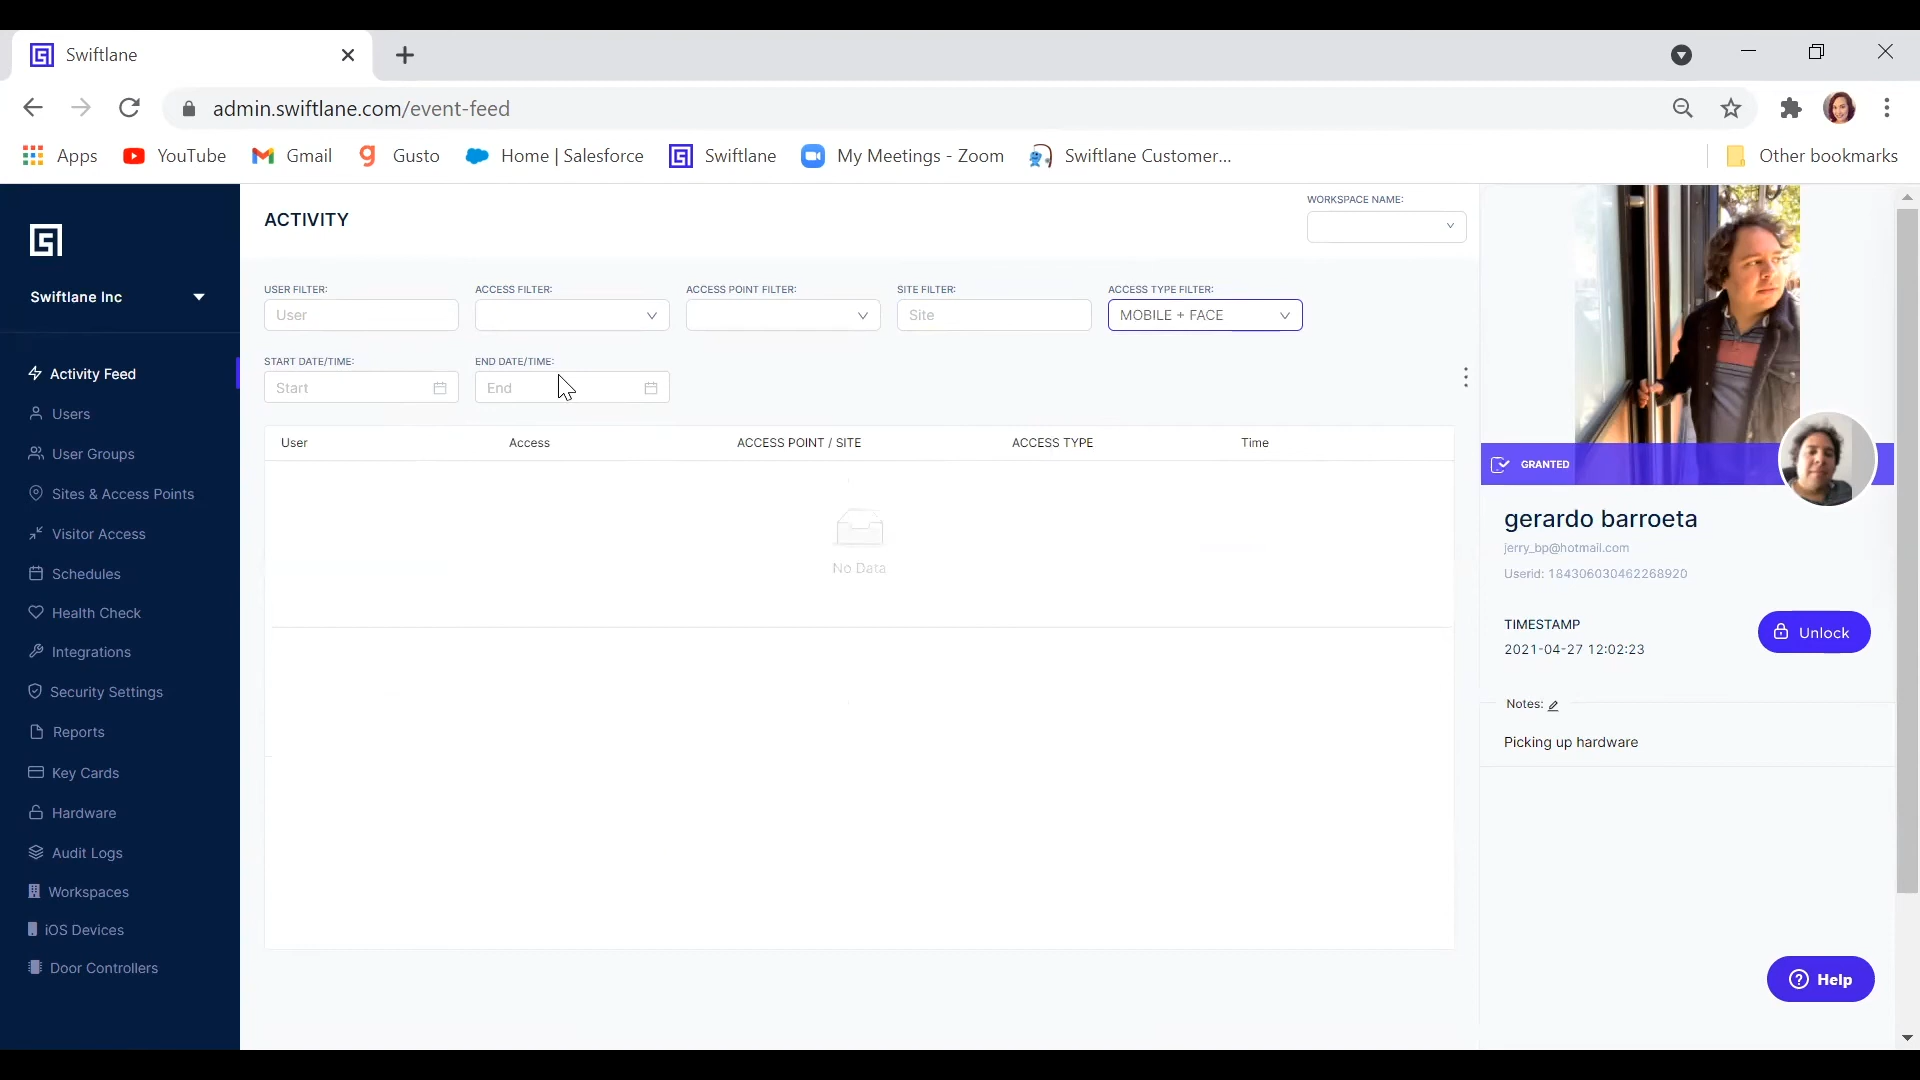 Swiftlane
admin.swiftlane.com/event-feed
Apps YouTube Gmail Gusto Home | Salesforce Swiftlane My Meetings - Zoom Swiftlane Customer... Other bookmarks
Swiftlane Inc
Activity Feed
Users
User Groups
Sites & Access Points
Visitor Access
Schedules
Health Check
Integrations
Security Settings
Reports
Key Cards
Hardware
Audit Logs
Workspaces
iOS Devices
Door Controllers
ACTIVITY
WORKSPACE NAME:
USER FILTER: ACCESS FILTER: ACCESS POINT FILTER: SITE FILTER: ACCESS TYPE FILTER:
User Site MOBILE + FACE
START DATE/TIME: END DATE/TIME:
Start End
User Access ACCESS POINT / SITE ACCESS TYPE Time
No Data
GRANTED
gerardo barroeta
jerry_bp@hotmail.com
Userid: 184306030462268920
TIMESTAMP
2021-04-27 12:02:23
Unlock
Notes:
Picking up hardware
Help